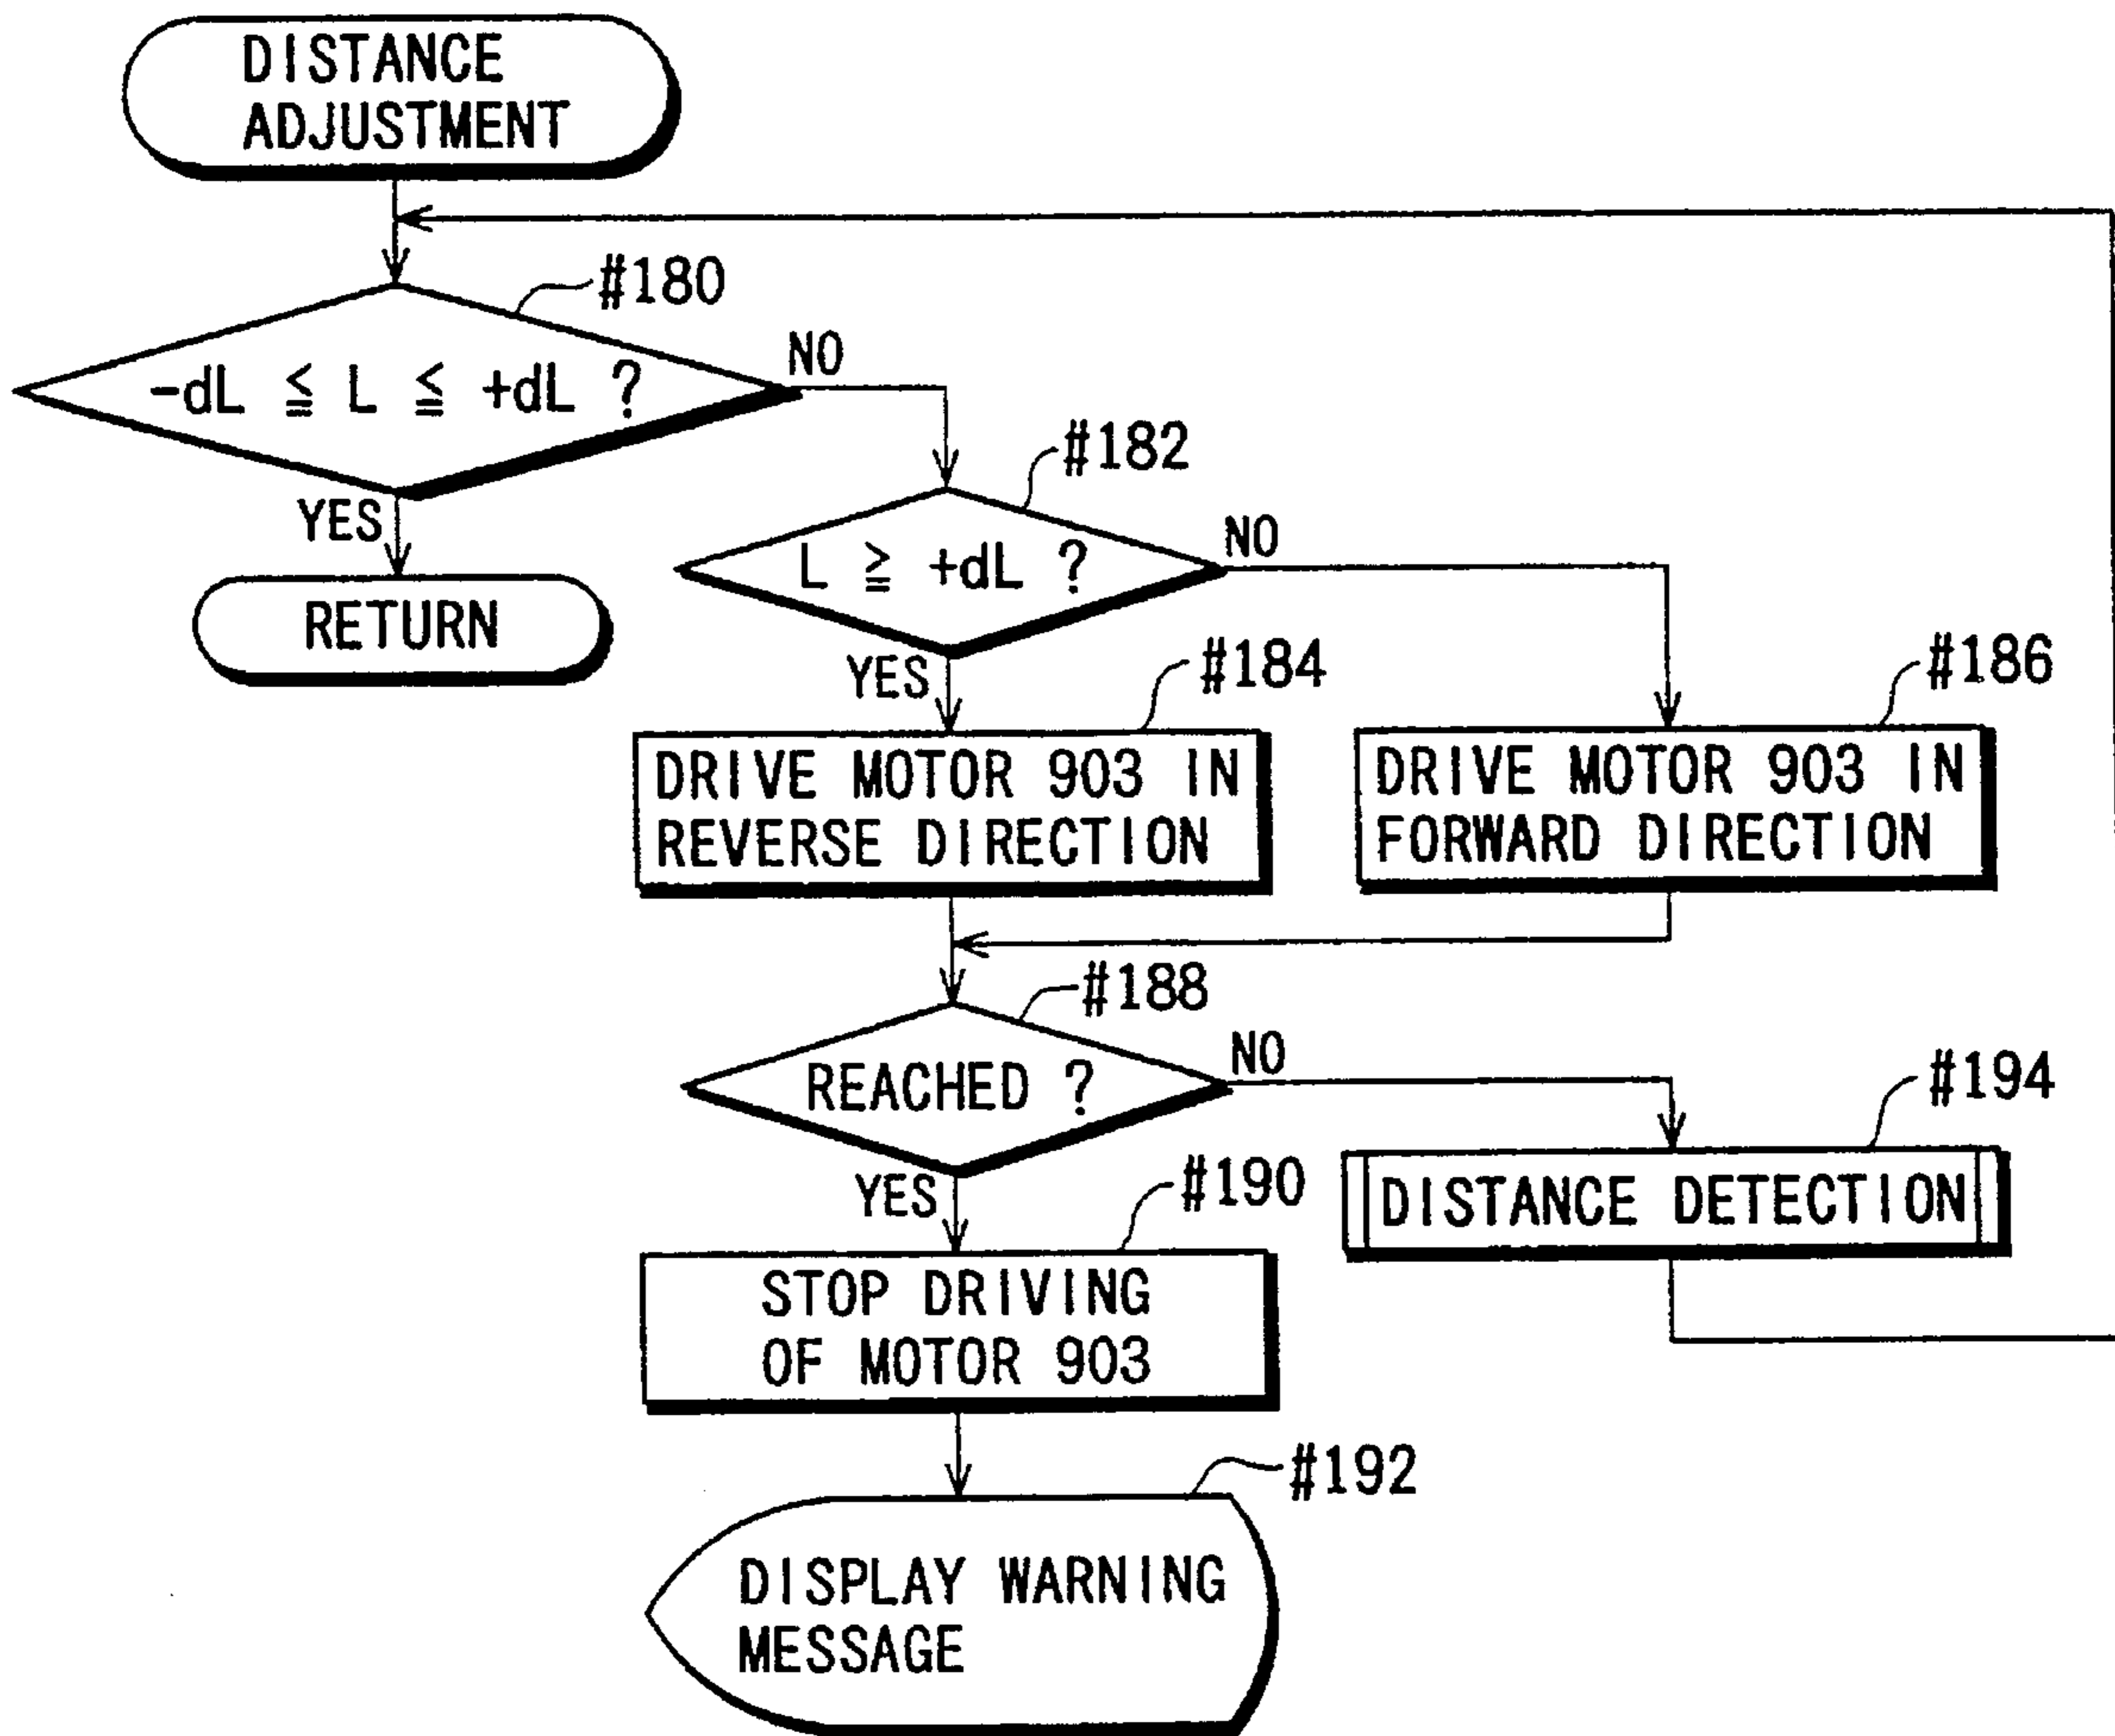 DISTANCE
ADJUSTMENT
#180
-dL ≦ L ≦ +dL ?
NO
YES
RETURN
#182
L ≧ +dL ?
NO
YES
#184
DRIVE MOTOR 903 IN
REVERSE DIRECTION
#186
DRIVE MOTOR 903 IN
FORWARD DIRECTION
#188
REACHED ?
NO
YES
#194
DISTANCE DETECTION
#190
STOP DRIVING
OF MOTOR 903
#192
DISPLAY WARNING
MESSAGE